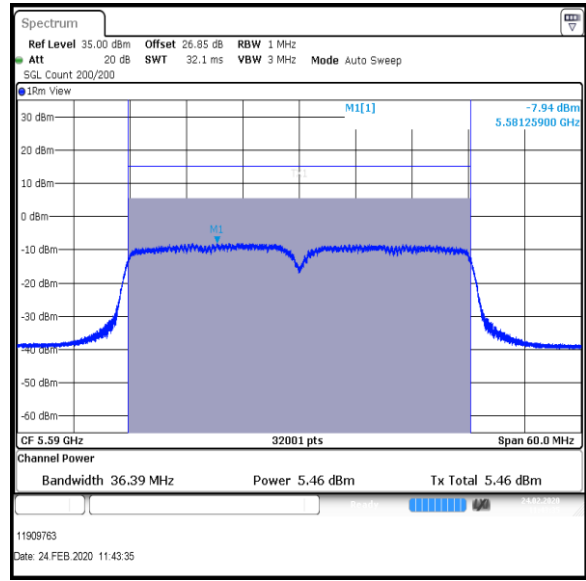 Spectrum
Ref Level 35.00 dBm Offset 26.85 dB RBW 1 MHz
Att 20 dB SWT 32.1 ms VBW 3 MHz Mode Auto Sweep
SGL Count 200/200
1Rm View
M1[1] -7.94 dBm
5.58125900 GHz
30 dBm
20 dBm
10 dBm
0 dBm
M1
-10 dBm
-20 dBm
-30 dBm
-40 dBm
-50 dBm
-60 dBm
CF 5.59 GHz 32001 pts Span 60.0 MHz
Channel Power
Bandwidth 36.39 MHz Power 5.46 dBm Tx Total 5.46 dBm
Ready 24.02.2020
11909763
Date: 24.FEB.2020 11:43:35